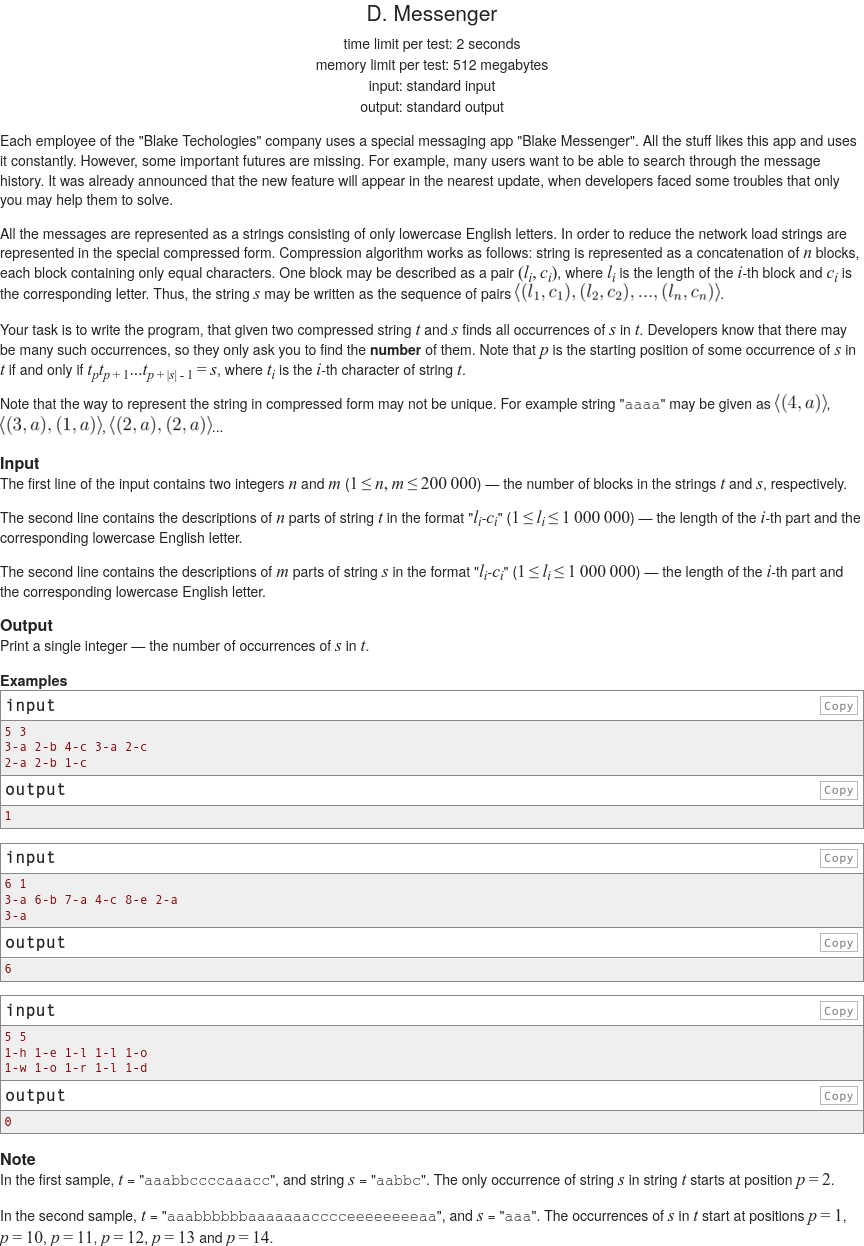 D. Messenger
time limit per test: 2 seconds
memory limit per test: 512 megabytes
input: standard input
output: standard output
Each employee of the "Blake Techologies" company uses a special messaging app "Blake Messenger". All the stuff likes this app and uses
it constantly. However, some important futures are missing. For example, many users want to be able to search through the message
history. It was already announced that the new feature will appear in the nearest update, when developers faced some troubles that only
you may help them to solve.
All the messages are represented as a strings consisting of only lowercase English letters. In order to reduce the network load strings are
represented in the special compressed form. Compression algorithm works as follows: string is represented as a concatenation of n blocks,
each block containing only equal characters. One block may be described as a pair (l_i, c_i), where l_i is the length of the i-th block and c_i is
the corresponding letter. Thus, the string s may be written as the sequence of pairs ⟨(l_1, c_1), (l_2, c_2), ..., (l_n, c_n)⟩.
Your task is to write the program, that given two compressed string t and s finds all occurrences of s in t. Developers know that there may
be many such occurrences, so they only ask you to find the number of them. Note that p is the starting position of some occurrence of s in
t if and only if t_p t_{p + 1}...t_{p + |s| - 1} = s, where t_i is the i-th character of string t.
Note that the way to represent the string in compressed form may not be unique. For example string "aaaa" may be given as ⟨(4, a)⟩,
⟨(3, a), (1, a)⟩, ⟨(2, a), (2, a)⟩...
Input
The first line of the input contains two integers n and m (1 ≤ n, m ≤ 200 000) — the number of blocks in the strings t and s, respectively.
The second line contains the descriptions of n parts of string t in the format "l_i-c_i" (1 ≤ l_i ≤ 1 000 000) — the length of the i-th part and the
corresponding lowercase English letter.
The second line contains the descriptions of m parts of string s in the format "l_i-c_i" (1 ≤ l_i ≤ 1 000 000) — the length of the i-th part and
the corresponding lowercase English letter.
Output
Print a single integer — the number of occurrences of s in t.
Examples
input Copy
5 3
3-a 2-b 4-c 3-a 2-c
2-a 2-b 1-c
output Copy
1
input Copy
6 1
3-a 6-b 7-a 4-c 8-e 2-a
3-a
output Copy
6
input Copy
5 5
1-h 1-e 1-l 1-l 1-o
1-w 1-o 1-r 1-l 1-d
output Copy
0
Note
In the first sample, t = "aaabbccccaaacc", and string s = "aabbc". The only occurrence of string s in string t starts at position p = 2.
In the second sample, t = "aaabbbbbbaaaaaaacccceeeeeeeeaa", and s = "aaa". The occurrences of s in t start at positions p = 1,
p = 10, p = 11, p = 12, p = 13 and p = 14.